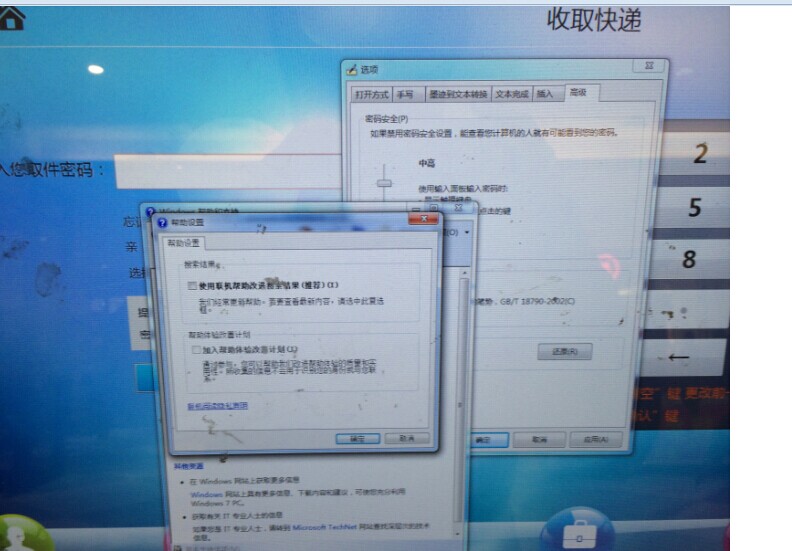 收取快递
选项
打开方式 手写 墨迹到文本转换 文本完成 插入 高级
密码安全(P)
如果禁用密码安全设置，能查看您计算机的人就有可能看到您的密码。
中高
使用输入面板输入密码时:
点击的键
入您取件密码：
2
5
8
←
Windows 帮助和支持
帮助设置
帮助设置
搜索结果
使用联机帮助改进搜索结果(推荐)(I)
帮助体验改善计划
加入帮助体验改善计划(J)
联机阅读隐私声明
确定 取消
GB/T 18790-2002(C)
还原(R)
确定 取消 应用(A)
空”键 更改前
认”键
其他资源
在 Windows 网站上获取更多信息
Windows 网站上具有更多信息、下载内容和建议，可使您充分利用
Windows 7 PC。
获取有关 IT 专业人士的信息
如果您是 IT 专业人士，请转到 Microsoft TechNet 网站查找深层次的技术
信息。